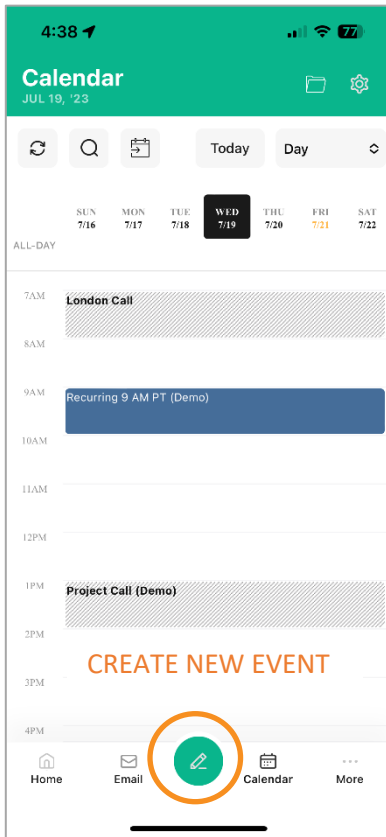 4:38
77
Calendar
JUL 19, '23
Today
Day
SUN MON TUE WED THU FRI SAT
7/16 7/17 7/18 7/19 7/20 7/21 7/22
ALL-DAY
7AM
London Call
8AM
9AM
Recurring 9 AM PT (Demo)
10AM
11AM
12PM
1PM
Project Call (Demo)
2PM
CREATE NEW EVENT
3PM
4PM
Home Email Calendar More